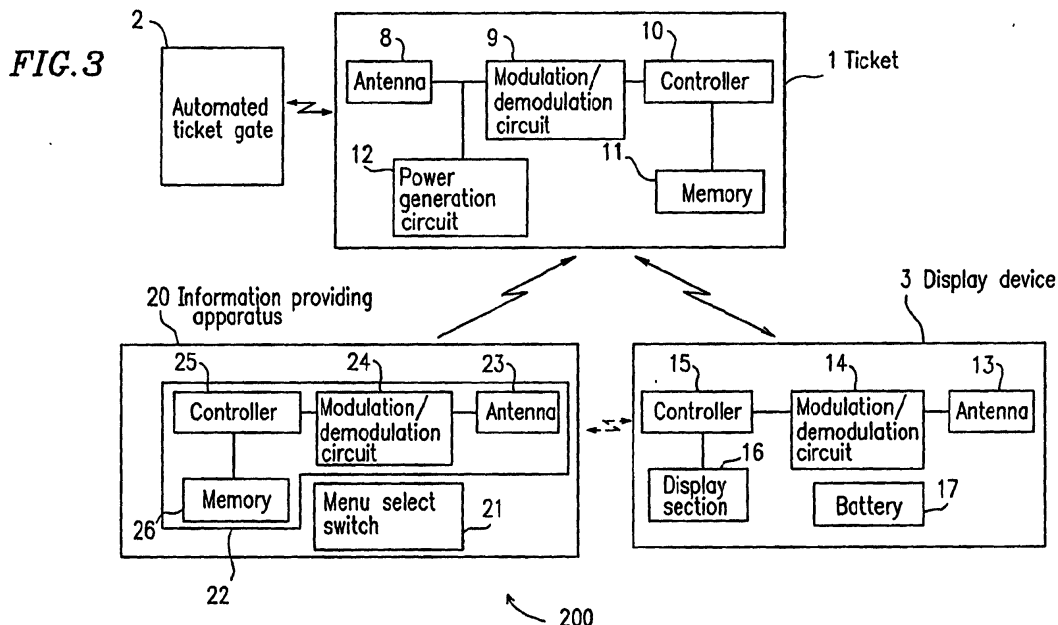 FIG.3
2
Automated
ticket gate
8
Antenna
9
Modulation/
demodulation
circuit
10
Controller
1 Ticket
12
Power
generation
circuit
11
Memory
20 Information providing
apparatus
25
Controller
24
Modulation/
demodulation
circuit
23
Antenna
26
Memory
Menu select
switch
21
22
3 Display device
15
Controller
14
Modulation/
demodulation
circuit
13
Antenna
16
Display
section
Battery
17
200